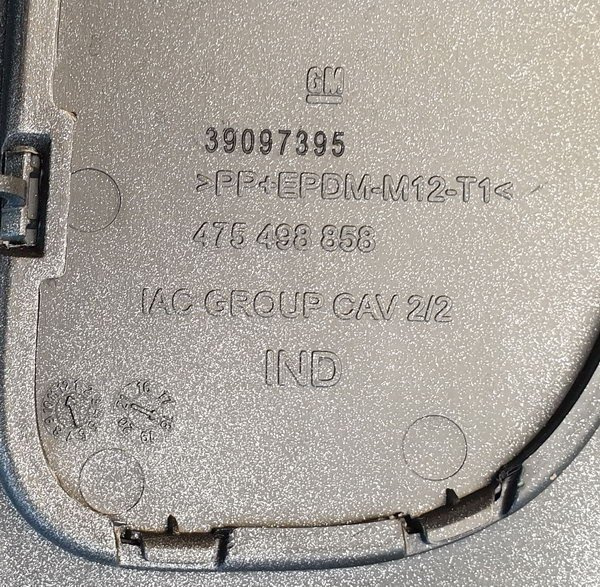 GM
39097395
>PP+EPDM-M12-T1<
475 498 858
IAC GROUP CAV 2/2
IND